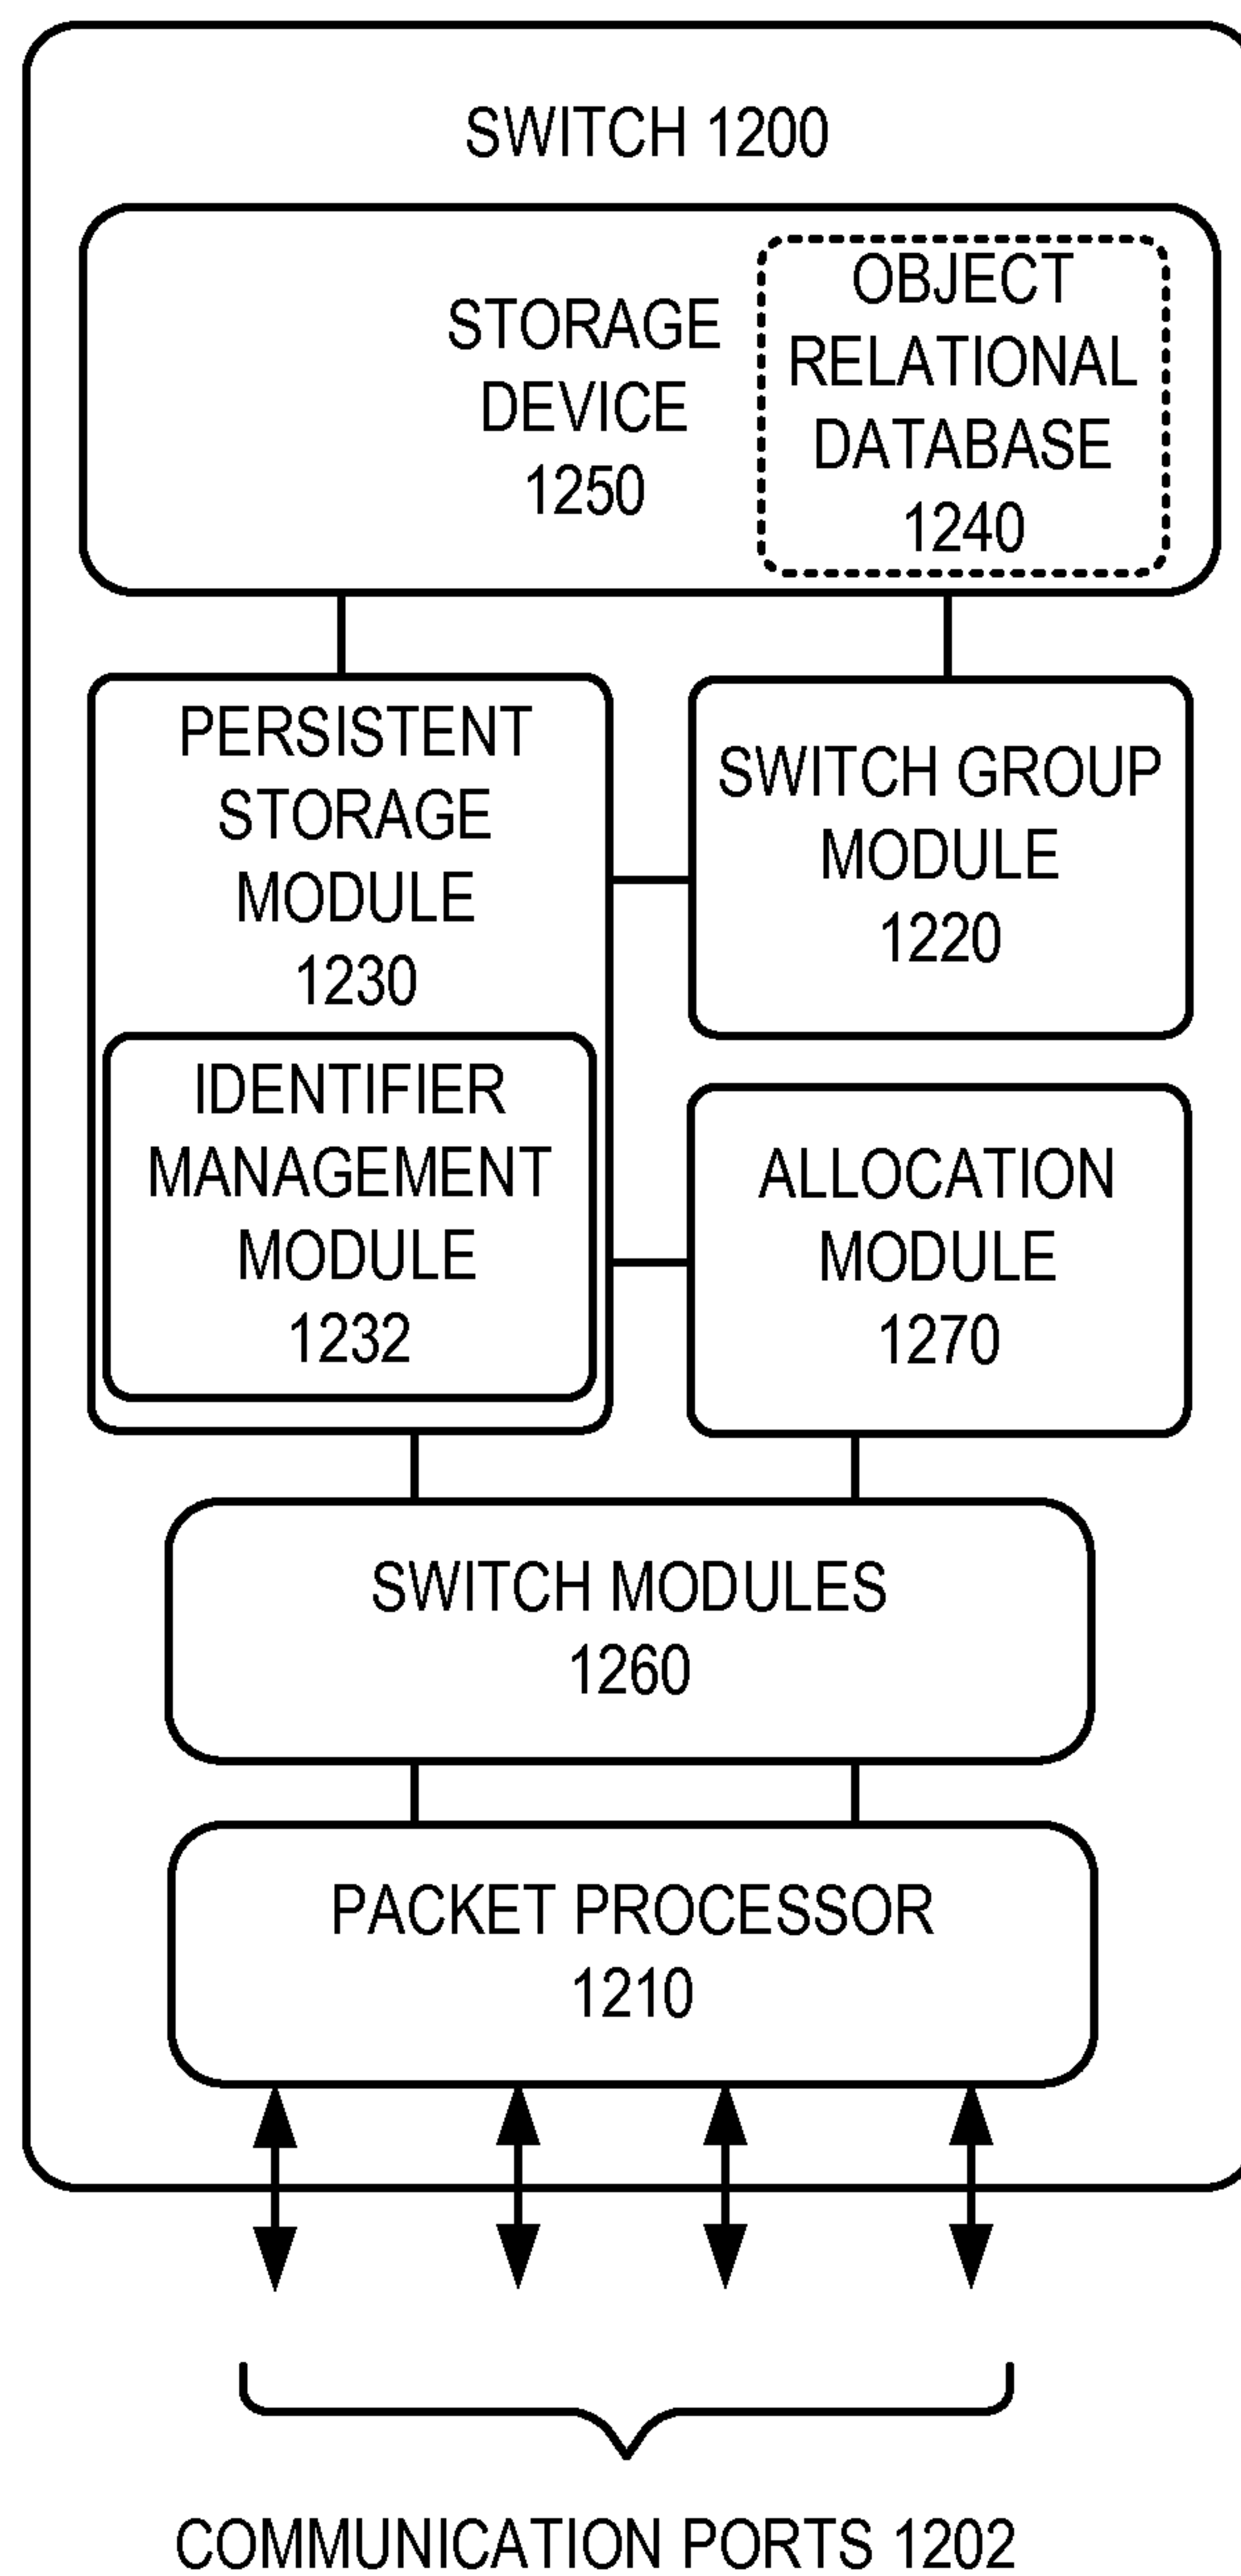 SWITCH 1200
STORAGE
DEVICE
1250
OBJECT
RELATIONAL
DATABASE
1240
PERSISTENT
STORAGE
MODULE
1230
SWITCH GROUP
MODULE
1220
IDENTIFIER
MANAGEMENT
MODULE
1232
ALLOCATION
MODULE
1270
SWITCH MODULES
1260
PACKET PROCESSOR
1210
COMMUNICATION PORTS 1202